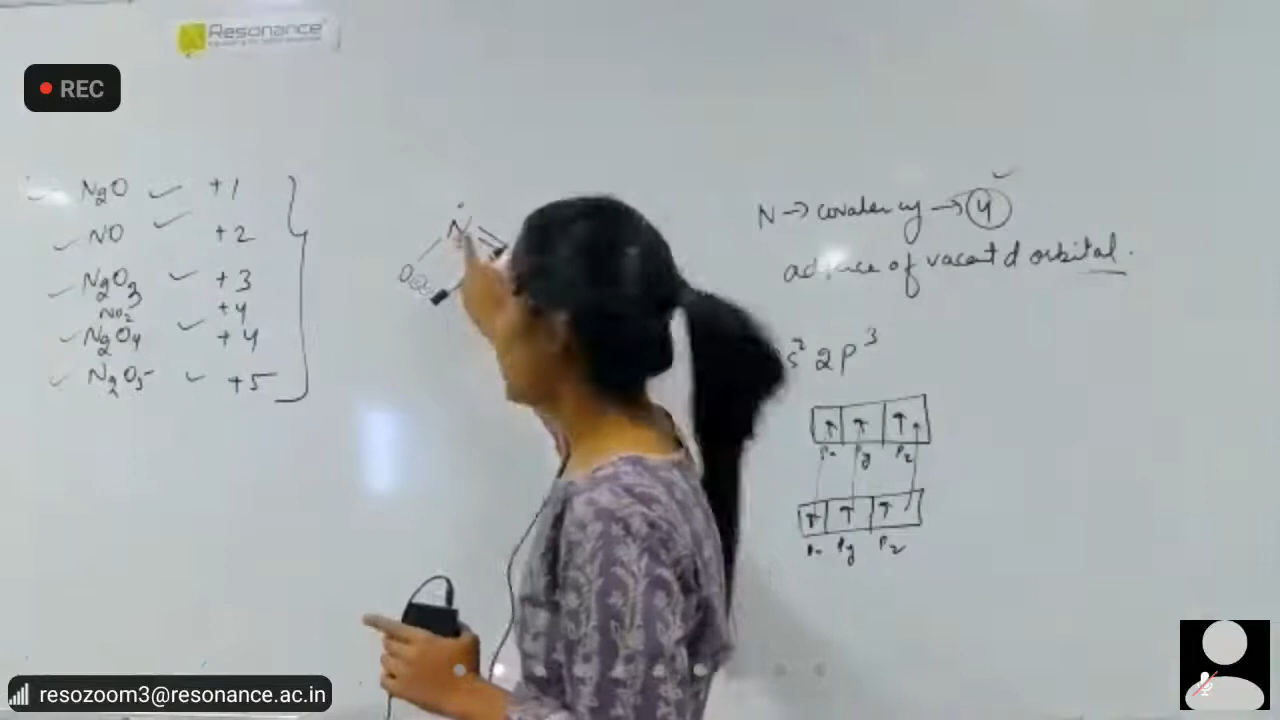 Resonance
REC
N2O +1
NO +2
N2O3 +3
NO2 +4
N2O4 +4
N2O5 +5
N
O
N → covalency → 4
of vacant d orbital.
s² 2p³
Px Py Pz
Px Py Pz
resozoom3@resonance.ac.in